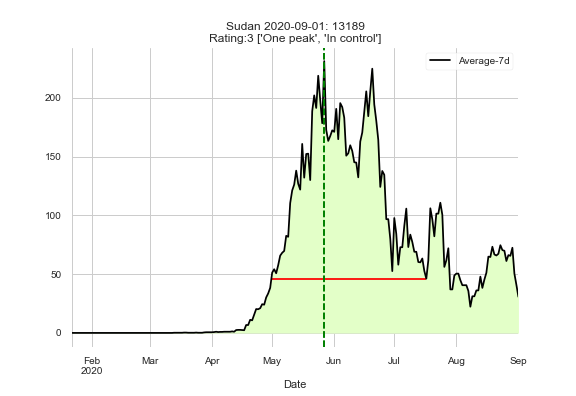 Sudan 2020-09-01: 13189
Rating:3 ['One peak', 'In control']
Average-7d
200
150
100
50
0
Feb
2020
Mar
Apr
May
Jun
Jul
Aug
Sep
Date